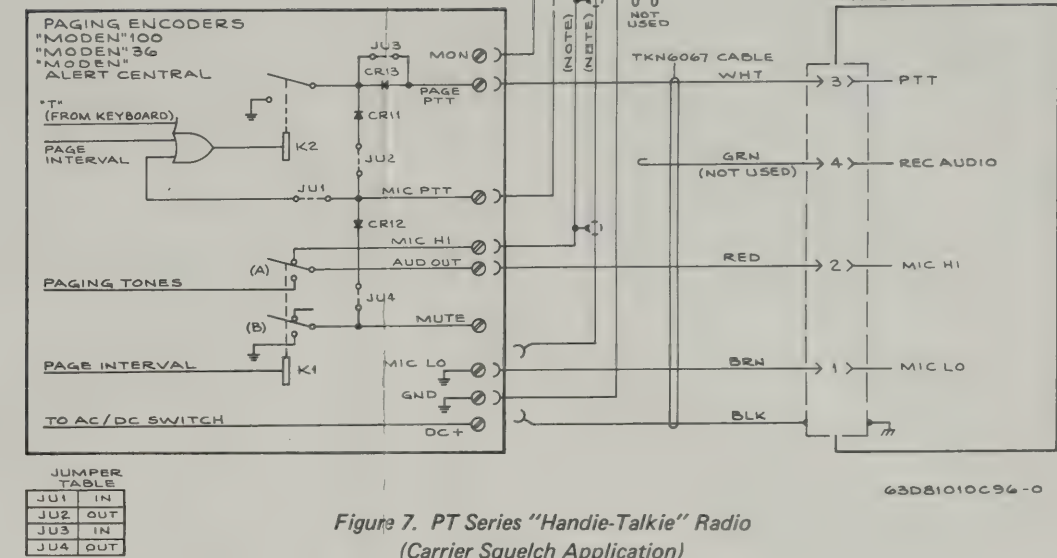 PAGING ENCODERS
"MODEN" 100
"MODEN" 36
"MODEN"
ALERT CENTRAL
"T"
(FROM KEYBOARD)
PAGE
INTERVAL
K2
JU3
CR13
CR11
JU2
JU1
MIC PTT
CR12
MIC HI
AUD OUT
(A)
PAGING TONES
JU4
(B)
MUTE
PAGE INTERVAL
K1
MIC LO
GND
TO AC/DC SWITCH
DC+
MON
PAGE
PTT
(NOTE)
(NOTE)
NOT
USED
TKN6067 CABLE
WHT
3
PTT
GRN
(NOT USED)
4
REC AUDIO
RED
2
MIC HI
BRN
1
MIC LO
BLK
JUMPER
TABLE
JU1 IN
JU2 OUT
JU3 IN
JU4 OUT
63D81010C96-0
Figure 7. PT Series "Handie-Talkie" Radio
(Carrier Squelch Application)